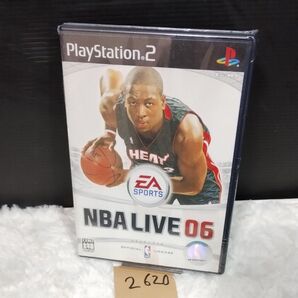 PlayStation®2
HEAT
EA
SPORTS
NBA LIVE 06
2620